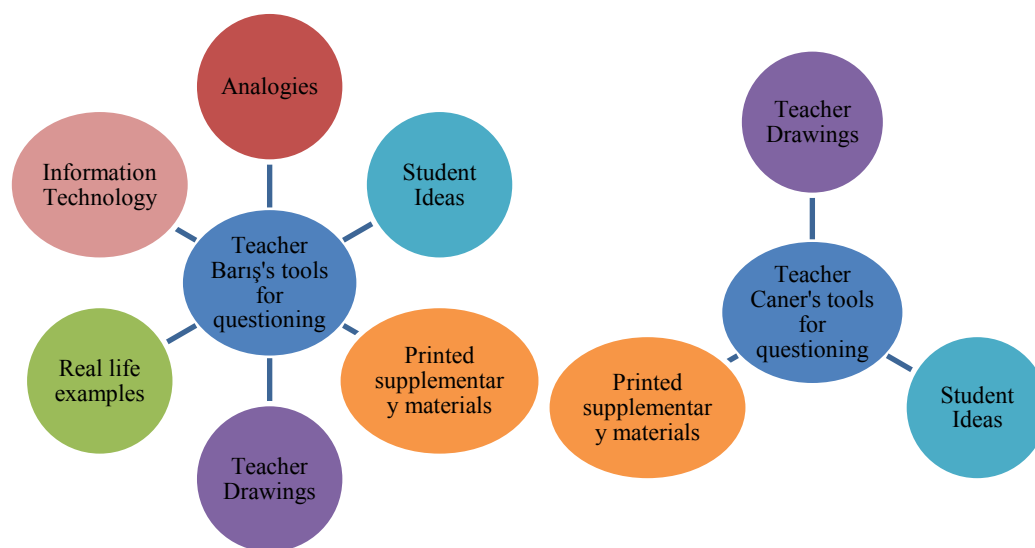 Analogies
Information
Technology
Student
Ideas
Teacher
Barış's tools
for
questioning
Real life
examples
Printed
supplementar
y materials
Teacher
Drawings
Teacher
Drawings
Teacher
Caner's tools
for
questioning
Printed
supplementar
y materials
Student
Ideas